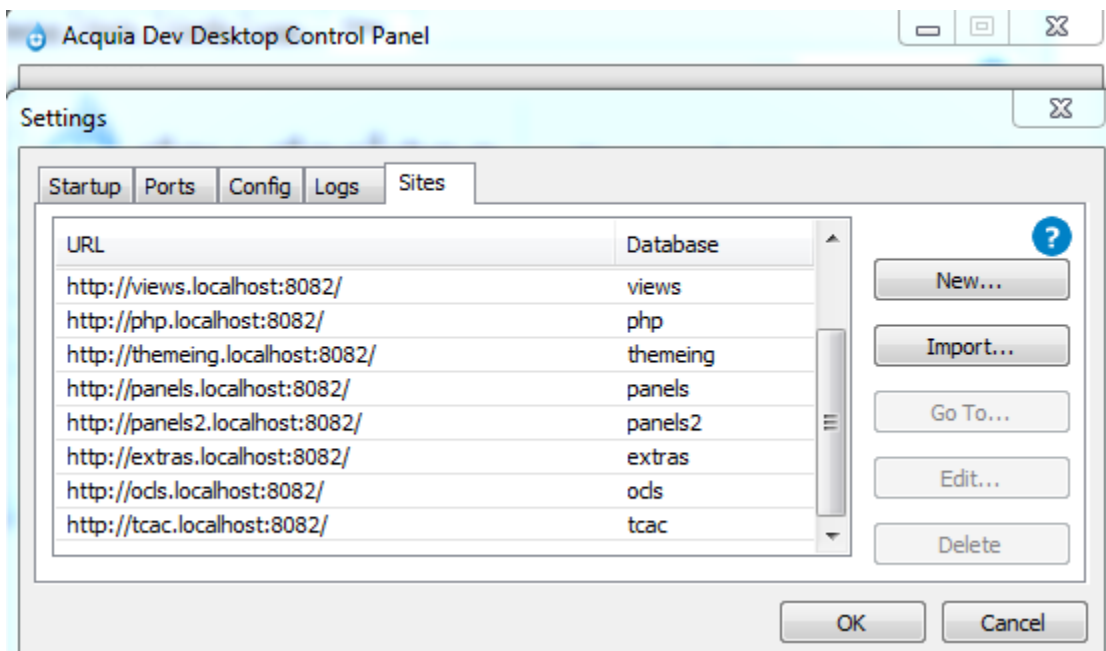 Acquia Dev Desktop Control Panel
Settings
Startup Ports Config Logs Sites
URL Database
http://views.localhost:8082/ views
http://php.localhost:8082/ php
http://themeing.localhost:8082/ themeing
http://panels.localhost:8082/ panels
http://panels2.localhost:8082/ panels2
http://extras.localhost:8082/ extras
http://ocls.localhost:8082/ ocls
http://tcac.localhost:8082/ tcac
?
New...
Import...
Go To...
Edit...
Delete
OK Cancel